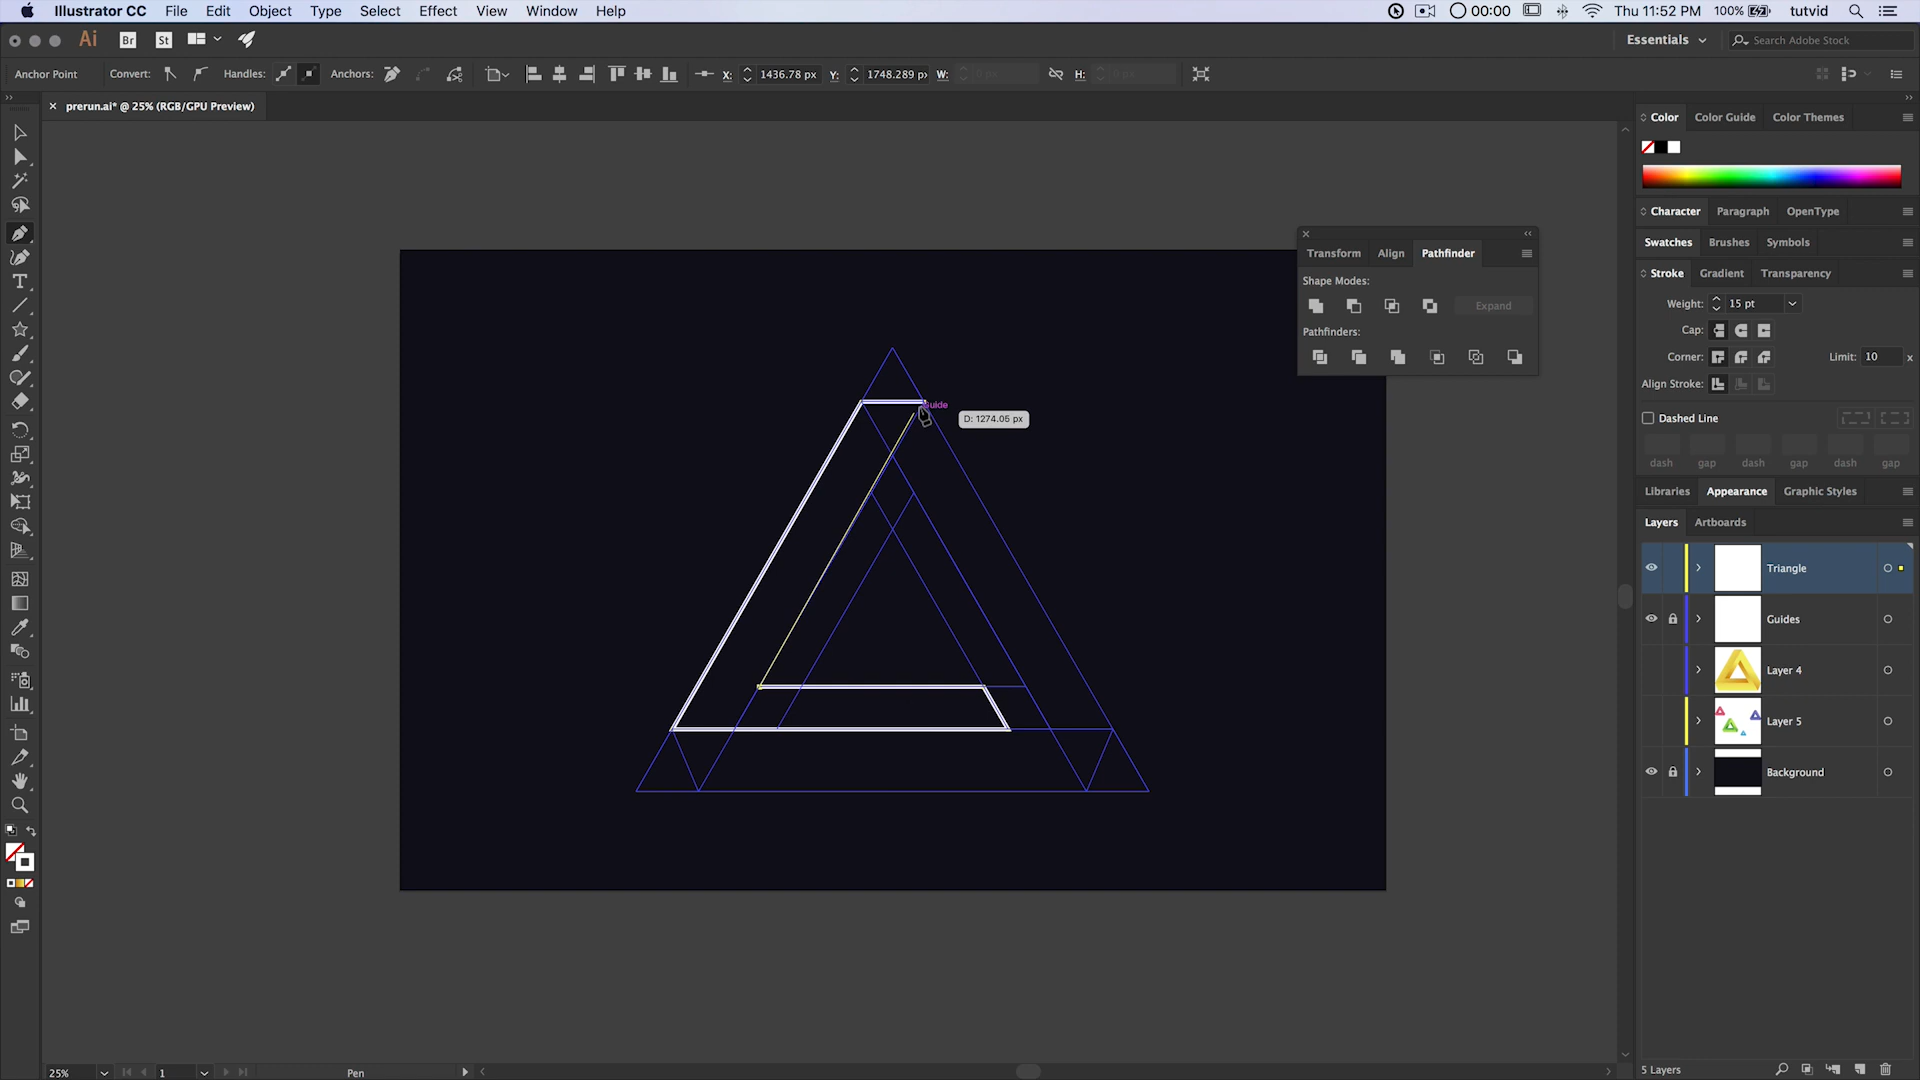 Illustrator CC File Edit Object Type Select Effect View Window Help 00:00 Thu 11:52 PM 100% tutvid
Ai Br St Essentials Search Adobe Stock
Anchor Point Convert: Handles: Anchors: X: 1436.78 px Y: 1748.289 px W: 0 px H: 0 px
× prerun.ai* @ 25% (RGB/GPU Preview)
Color Color Guide Color Themes
Character Paragraph OpenType
Swatches Brushes Symbols
Transform Align Pathfinder
Stroke Gradient Transparency
Shape Modes:
Weight: 15 pt
Expand
Cap:
Pathfinders:
Corner: Limit: 10 x
Align Stroke:
Guide
D: 1274.05 px
Dashed Line
dash gap dash gap dash gap
Libraries Appearance Graphic Styles
Layers Artboards
Triangle
Guides
Layer 4
Layer 5
Background
25% 1 Pen 5 Layers